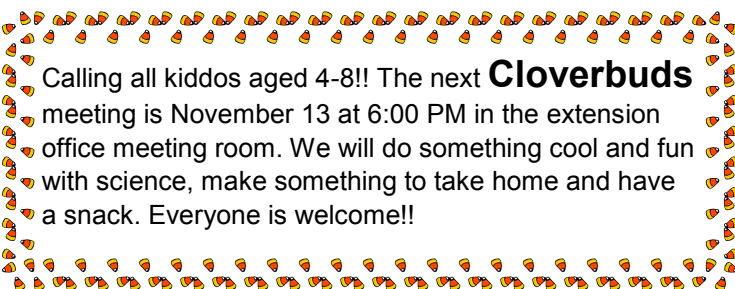 Calling all kiddos aged 4-8!! The next Cloverbuds
meeting is November 13 at 6:00 PM in the extension
office meeting room. We will do something cool and fun
with science, make something to take home and have
a snack. Everyone is welcome!!